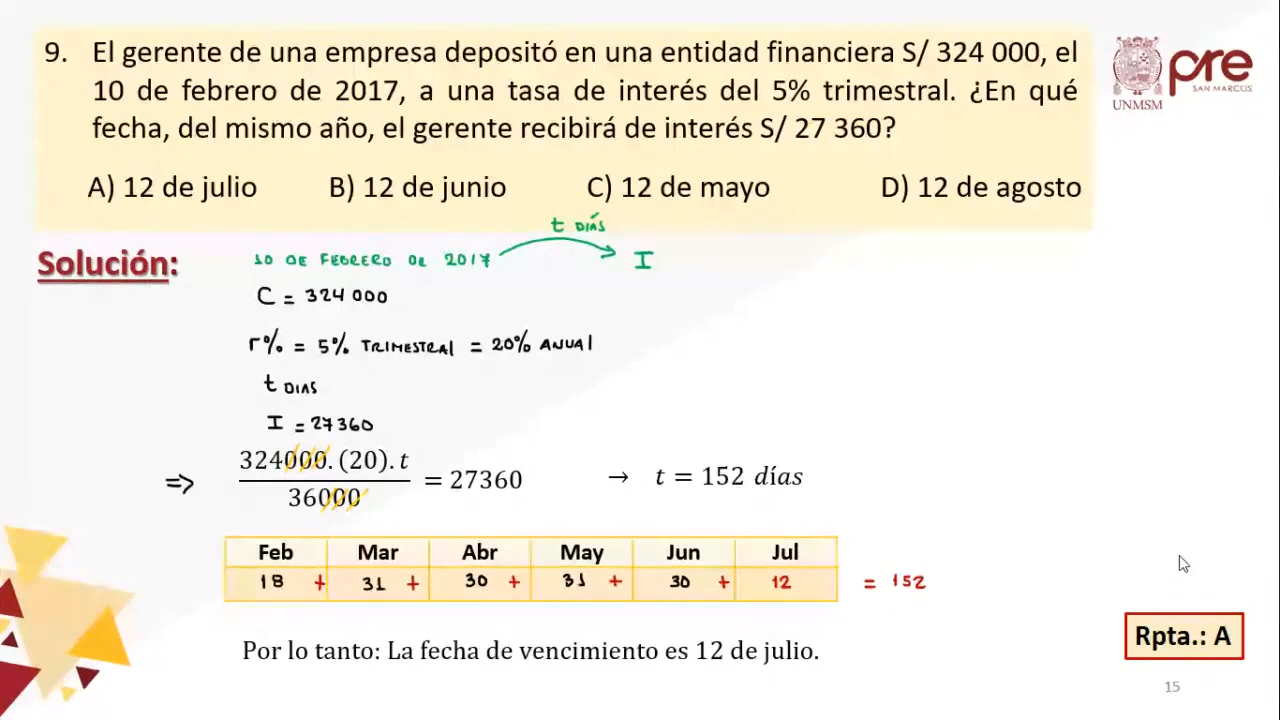 9. El gerente de una empresa depositó en una entidad financiera S/ 324 000, el
10 de febrero de 2017, a una tasa de interés del 5% trimestral. ¿En qué
fecha, del mismo año, el gerente recibirá de interés S/ 27 360?
A) 12 de julio B) 12 de junio C) 12 de mayo D) 12 de agosto
UNMSM
pre
SAN MARCOS
t DÍAS
Solución:
10 DE FEBRERO DE 2017 I
C = 324 000
r% = 5% TRIMESTRAL = 20% ANUAL
t DIAS
I = 27360
⇒ 324000.(20).t / 36000 = 27360 → t = 152 días
Feb Mar Abr May Jun Jul
18 + 31 + 30 + 31 + 30 + 12 = 152
Por lo tanto: La fecha de vencimiento es 12 de julio.
Rpta.: A
15